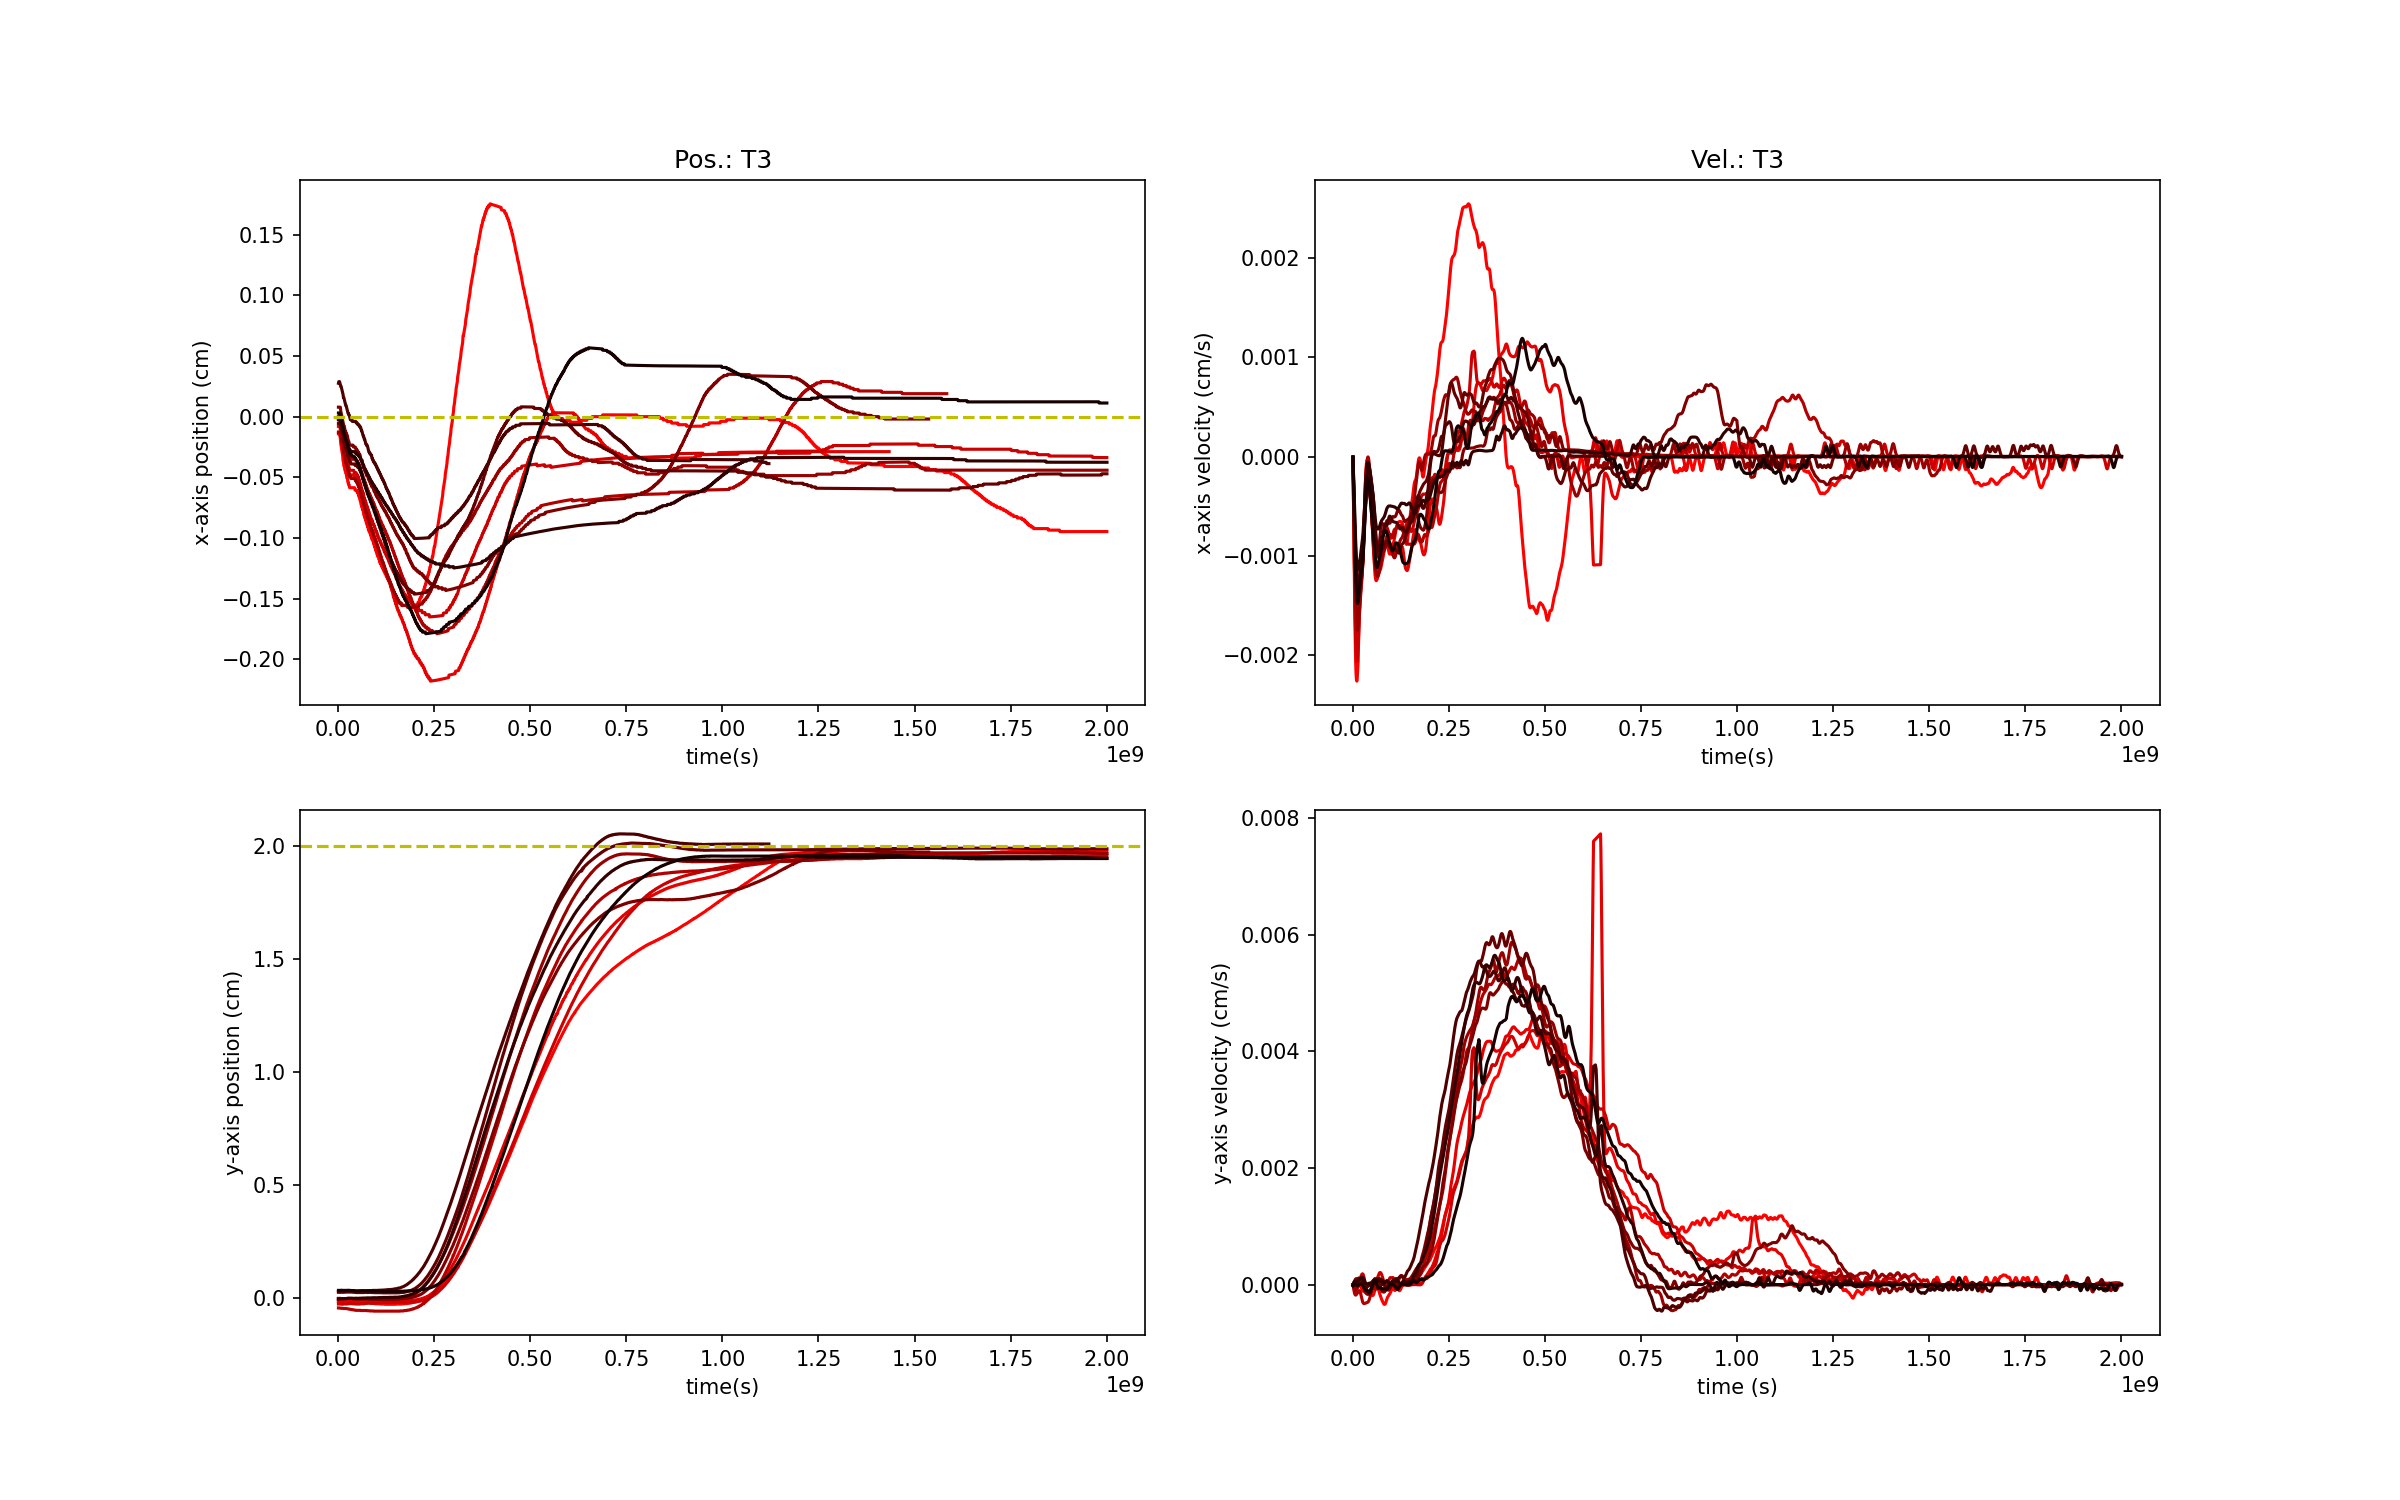 Pos.: T3
x-axis position (cm)
0.15
0.10
0.05
0.00
−0.05
−0.10
−0.15
−0.20
0.00 0.25 0.50 0.75 1.00 1.25 1.50 1.75 2.00
time(s)
1e9
Vel.: T3
x-axis velocity (cm/s)
0.002
0.001
0.000
−0.001
−0.002
0.00 0.25 0.50 0.75 1.00 1.25 1.50 1.75 2.00
time(s)
1e9
y-axis position (cm)
2.0
1.5
1.0
0.5
0.0
0.00 0.25 0.50 0.75 1.00 1.25 1.50 1.75 2.00
time(s)
1e9
y-axis velocity (cm/s)
0.008
0.006
0.004
0.002
0.000
0.00 0.25 0.50 0.75 1.00 1.25 1.50 1.75 2.00
time (s)
1e9